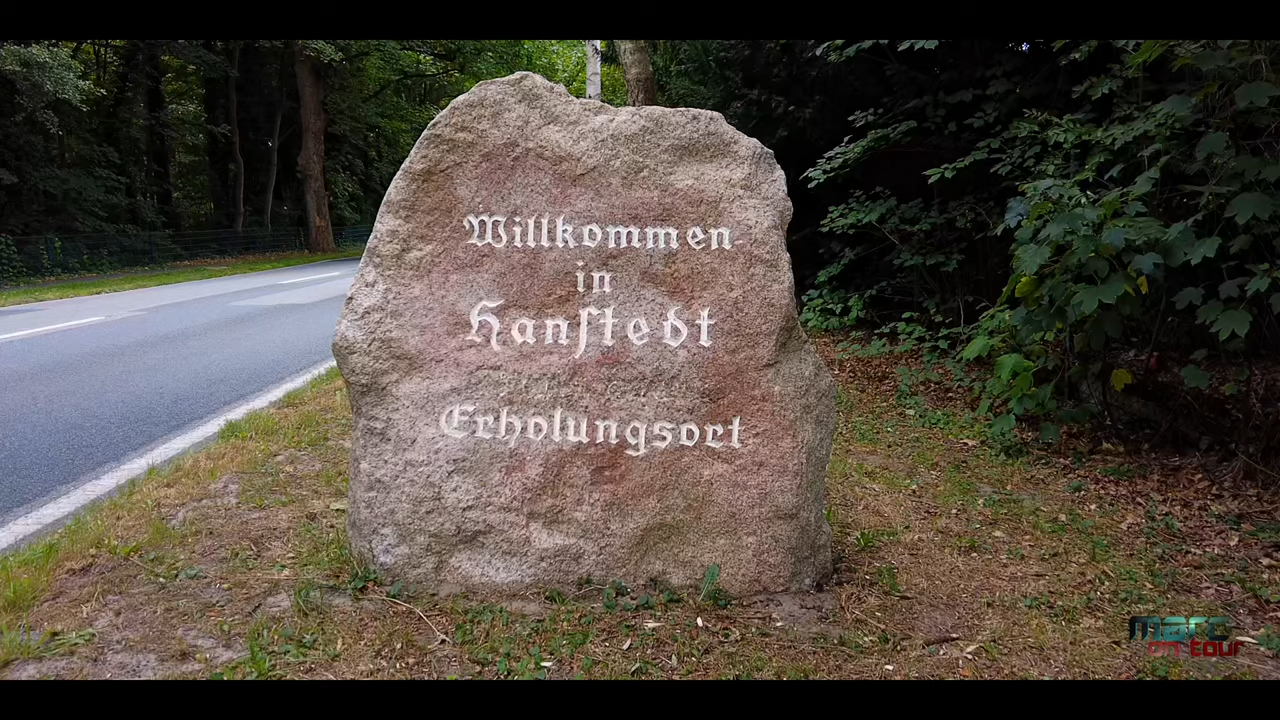 Willkommen
in
Hanſtedt
Erholungsort
marc
on tour